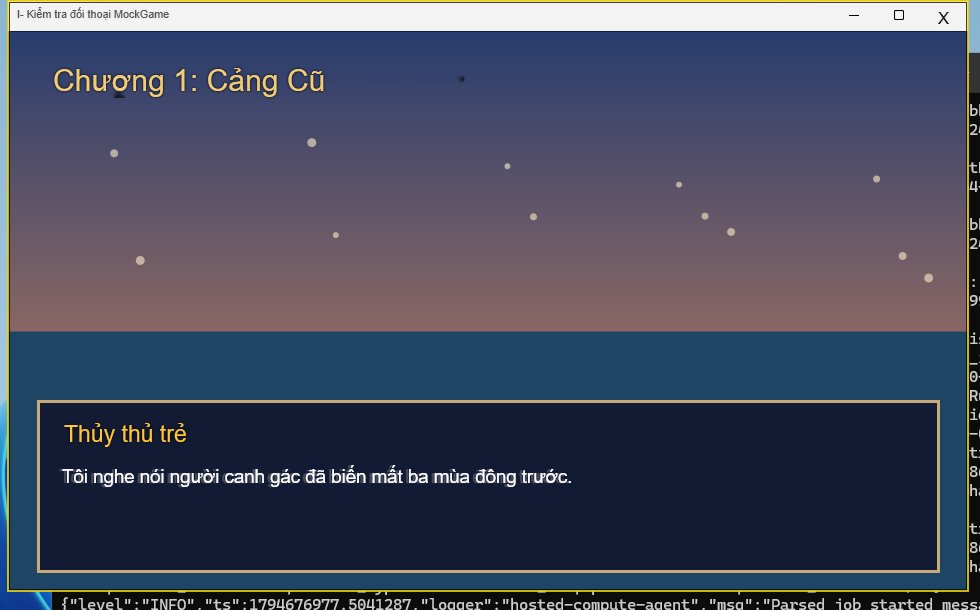 I- Kiểm tra đối thoại MockGame
Chương 1: Cảng Cũ
Thủy thủ trẻ
Tôi nghe nói người canh gác đã biến mất ba mùa đông trước.
{"level":"INFO","ts":1794676977.5041287,"logger":"hosted-compute-agent","msg":"Parsed job started mes